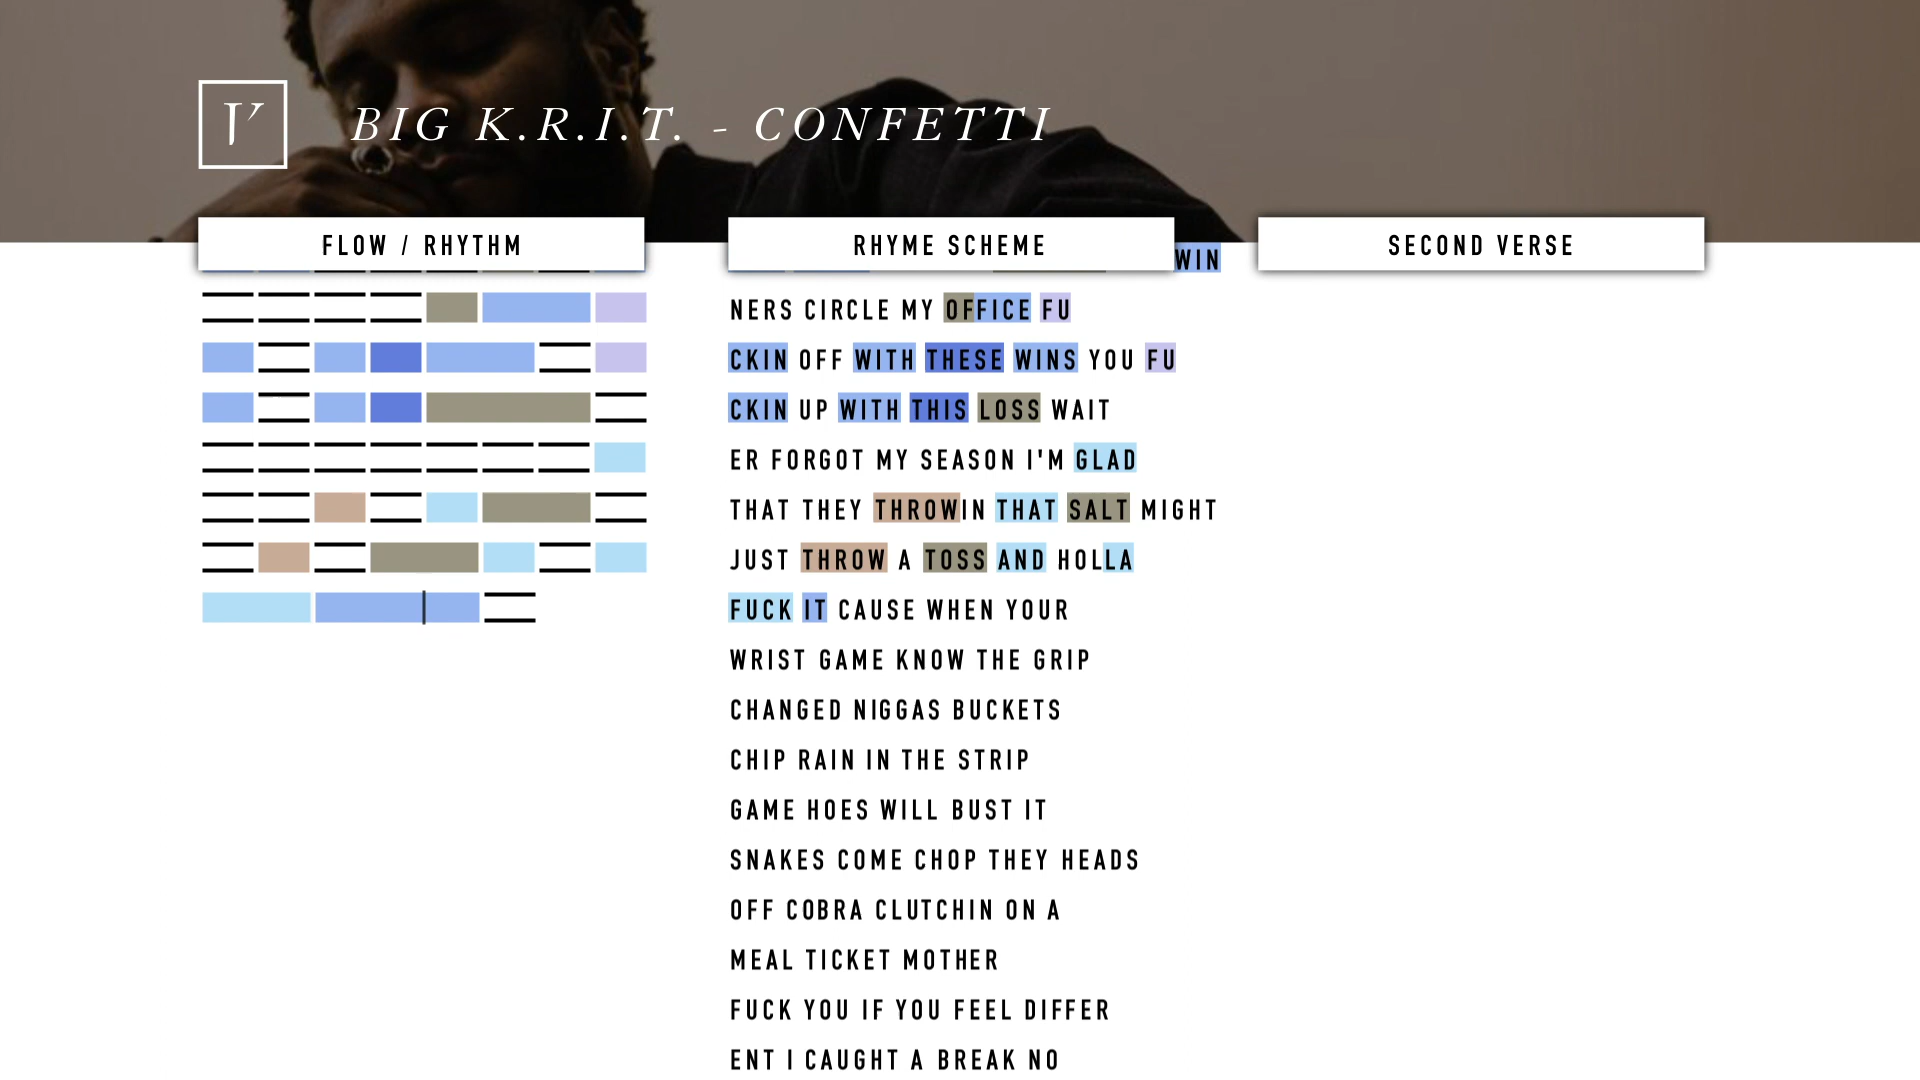 V
BIG K.R.I.T. - CONFETTI
FLOW / RHYTHM
RHYME SCHEME
SECOND VERSE
WIN
NERS CIRCLE MY OFFICE FU
CKIN OFF WITH THESE WINS YOU FU
CKIN UP WITH THIS LOSS WAIT
ER FORGOT MY SEASON I'M GLAD
THAT THEY THROWIN THAT SALT MIGHT
JUST THROW A TOSS AND HOLLA
FUCK IT CAUSE WHEN YOUR
WRIST GAME KNOW THE GRIP
CHANGED NIGGAS BUCKETS
CHIP RAIN IN THE STRIP
GAME HOES WILL BUST IT
SNAKES COME CHOP THEY HEADS
OFF COBRA CLUTCHIN ON A
MEAL TICKET MOTHER
FUCK YOU IF YOU FEEL DIFFER
ENT I CAUGHT A BREAK NO